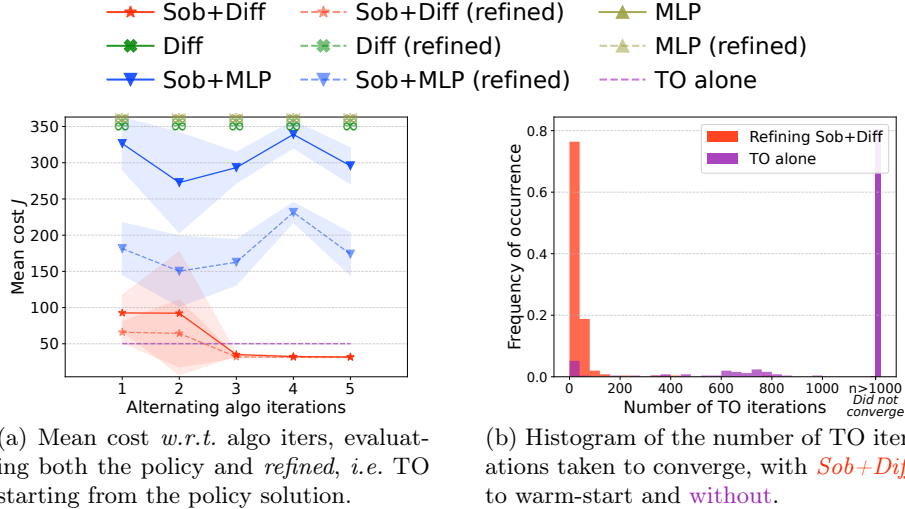 Sob+Diff
Sob+Diff (refined)
MLP
Diff
Diff (refined)
MLP (refined)
Sob+MLP
Sob+MLP (refined)
TO alone
350
300
250
200
150
100
50
Mean cost J
1 2 3 4 5
Alternating algo iterations
0.8
0.6
0.4
0.2
0.0
Frequency of occurrence
Refining Sob+Diff
TO alone
0 200 400 600 800 1000 n>1000
Did not
converge
Number of TO iterations
(a) Mean cost w.r.t. algo iters, evaluat-
ing both the policy and refined, i.e. TO
starting from the policy solution.
(b) Histogram of the number of TO iter-
ations taken to converge, with Sob+Diff
to warm-start and without.